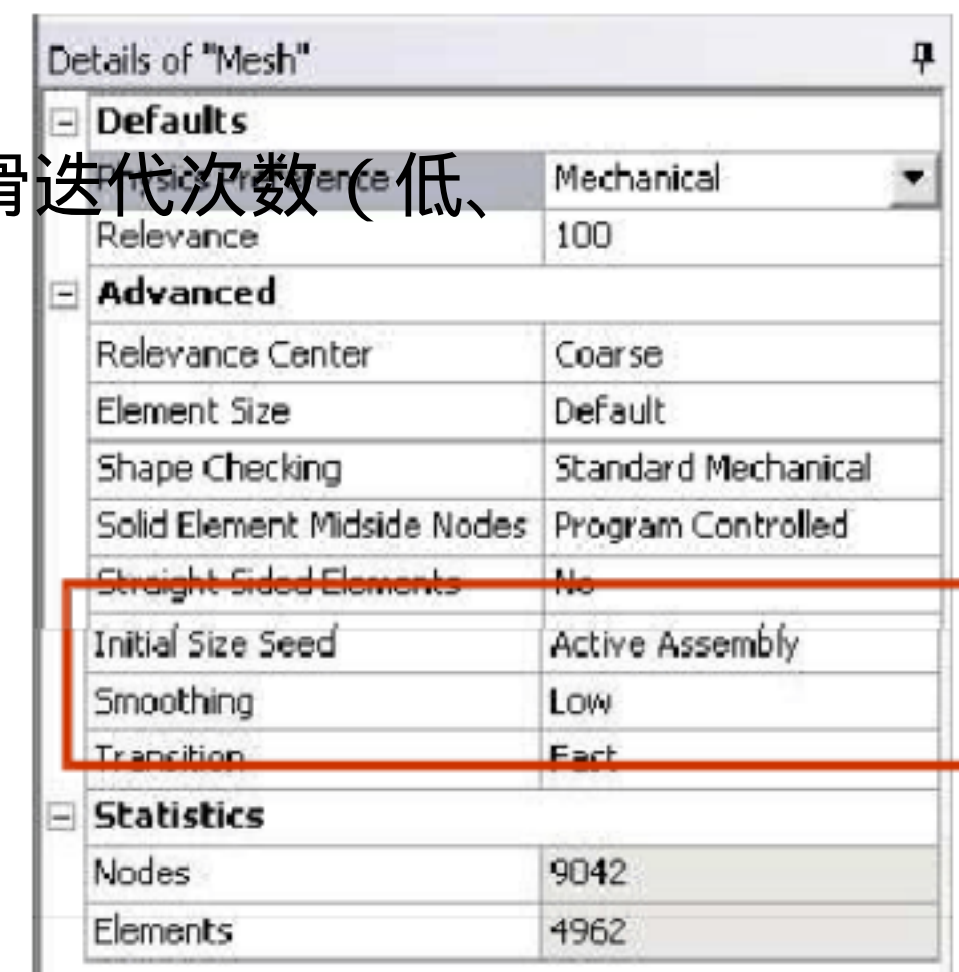 Details of "Mesh"
Defaults
Physics Preference Mechanical
滑迭代次数（低、
Relevance 100
Advanced
Relevance Center Coarse
Element Size Default
Shape Checking Standard Mechanical
Solid Element Midside Nodes Program Controlled
Straight Sided Elements No
Initial Size Seed Active Assembly
Smoothing Low
Transition Fast
Statistics
Nodes 9042
Elements 4962